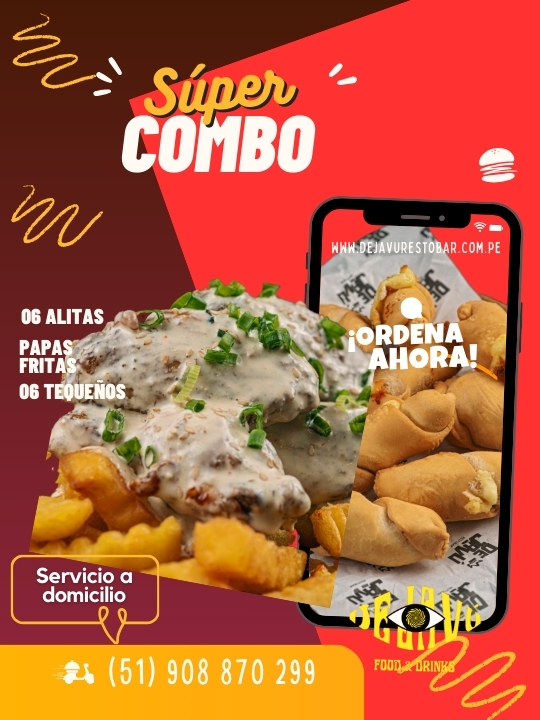 Súper
COMBO
WWW.DEJAVURESTOBAR.COM.PE
¡ORDENA
AHORA!
06 ALITAS
PAPAS
FRITAS
06 TEQUEÑOS
Servicio a
domicilio
(51) 908 870 299
DEJAVU
FOOD & DRINKS